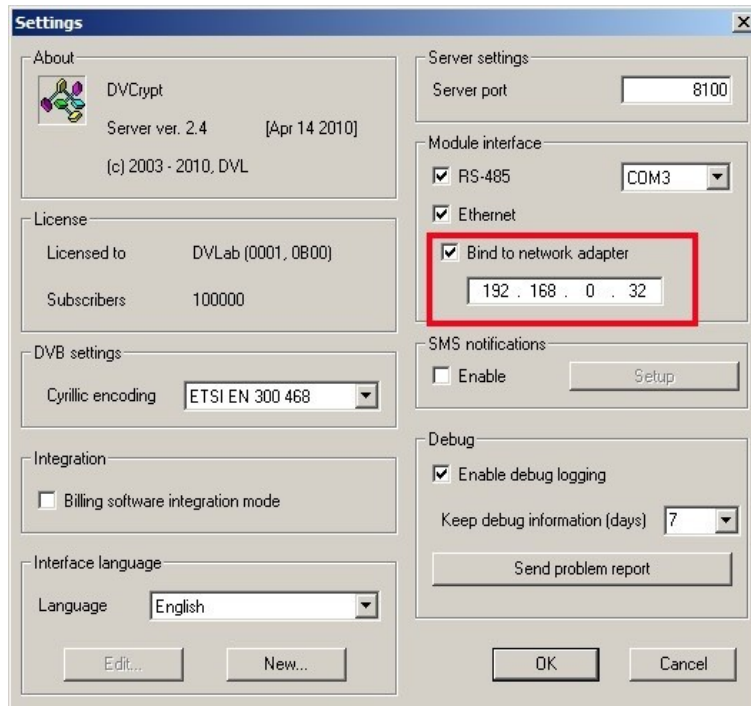 Settings
About
DVCrypt
Server ver. 2.4 [Apr 14 2010]
(c) 2003 - 2010, DVL
License
Licensed to DVLab (0001, 0B00)
Subscribers 100000
DVB settings
Cyrillic encoding ETSI EN 300 468
Integration
Billing software integration mode
Interface language
Language English
Edit... New...
Server settings
Server port 8100
Module interface
RS-485 COM3
Ethernet
Bind to network adapter
192 . 168 . 0 . 32
SMS notifications
Enable Setup
Debug
Enable debug logging
Keep debug information (days) 7
Send problem report
OK Cancel